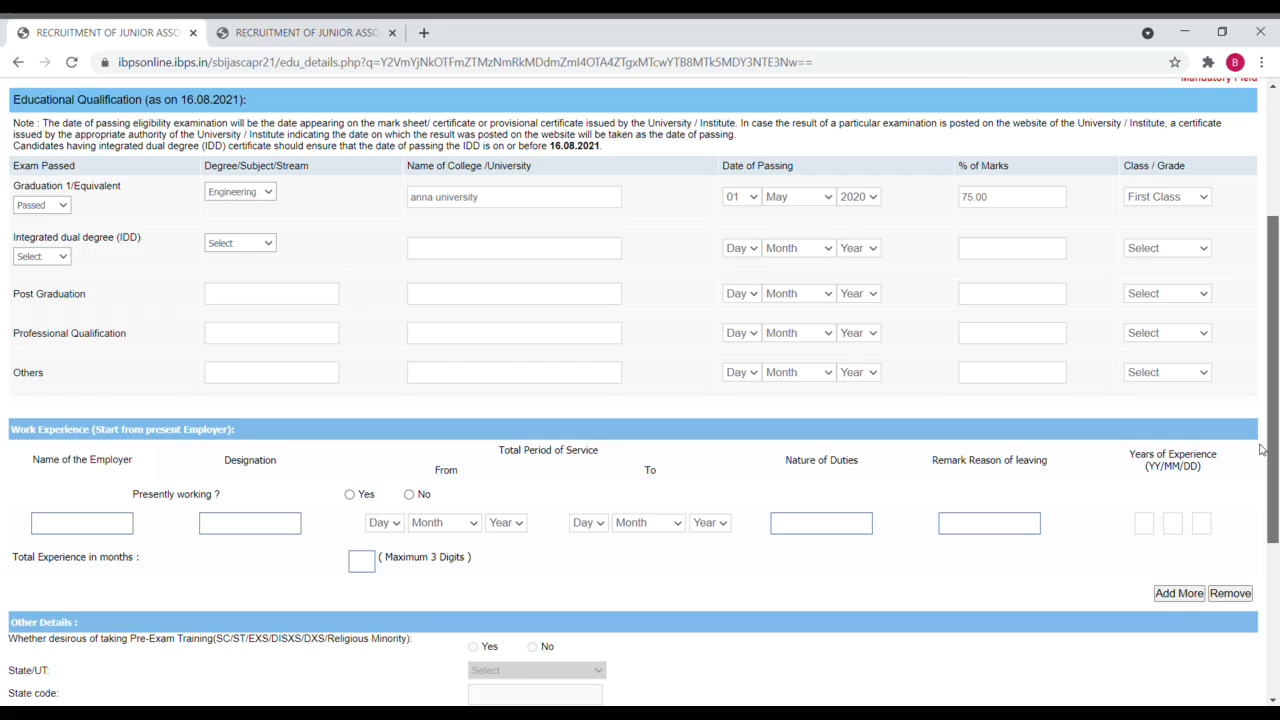 RECRUITMENT OF JUNIOR ASSO
RECRUITMENT OF JUNIOR ASSO
ibpsonline.ibps.in/sbijascapr21/edu_details.php?q=Y2VmYjNkOTFmZTMzNmRkMDdmZmI4OTA4ZTgxMTcwYTB8MTk5MDY3NTE3Nw==
B
Mandatory Field
Educational Qualification (as on 16.08.2021):
Note : The date of passing eligibility examination will be the date appearing on the mark sheet/ certificate or provisional certificate issued by the University / Institute. In case the result of a particular examination is posted on the website of the University / Institute, a certificate
issued by the appropriate authority of the University / Institute indicating the date on which the result was posted on the website will be taken as the date of passing.
Candidates having integrated dual degree (IDD) certificate should ensure that the date of passing the IDD is on or before 16.08.2021.
Exam Passed Degree/Subject/Stream Name of College /University Date of Passing % of Marks Class / Grade
Graduation 1/Equivalent
Passed Engineering anna university 01 May 2020 75.00 First Class
Integrated dual degree (IDD)
Select Select Day Month Year Select
Post Graduation Day Month Year Select
Professional Qualification Day Month Year Select
Others Day Month Year Select
Work Experience (Start from present Employer):
Name of the Employer Designation Total Period of Service Nature of Duties Remark Reason of leaving Years of Experience
(YY/MM/DD)
From To
Presently working ? Yes No
Day Month Year Day Month Year
Total Experience in months : ( Maximum 3 Digits )
Add More Remove
Other Details :
Whether desirous of taking Pre-Exam Training(SC/ST/EXS/DISXS/DXS/Religious Minority): Yes No
State/UT: Select
State code: